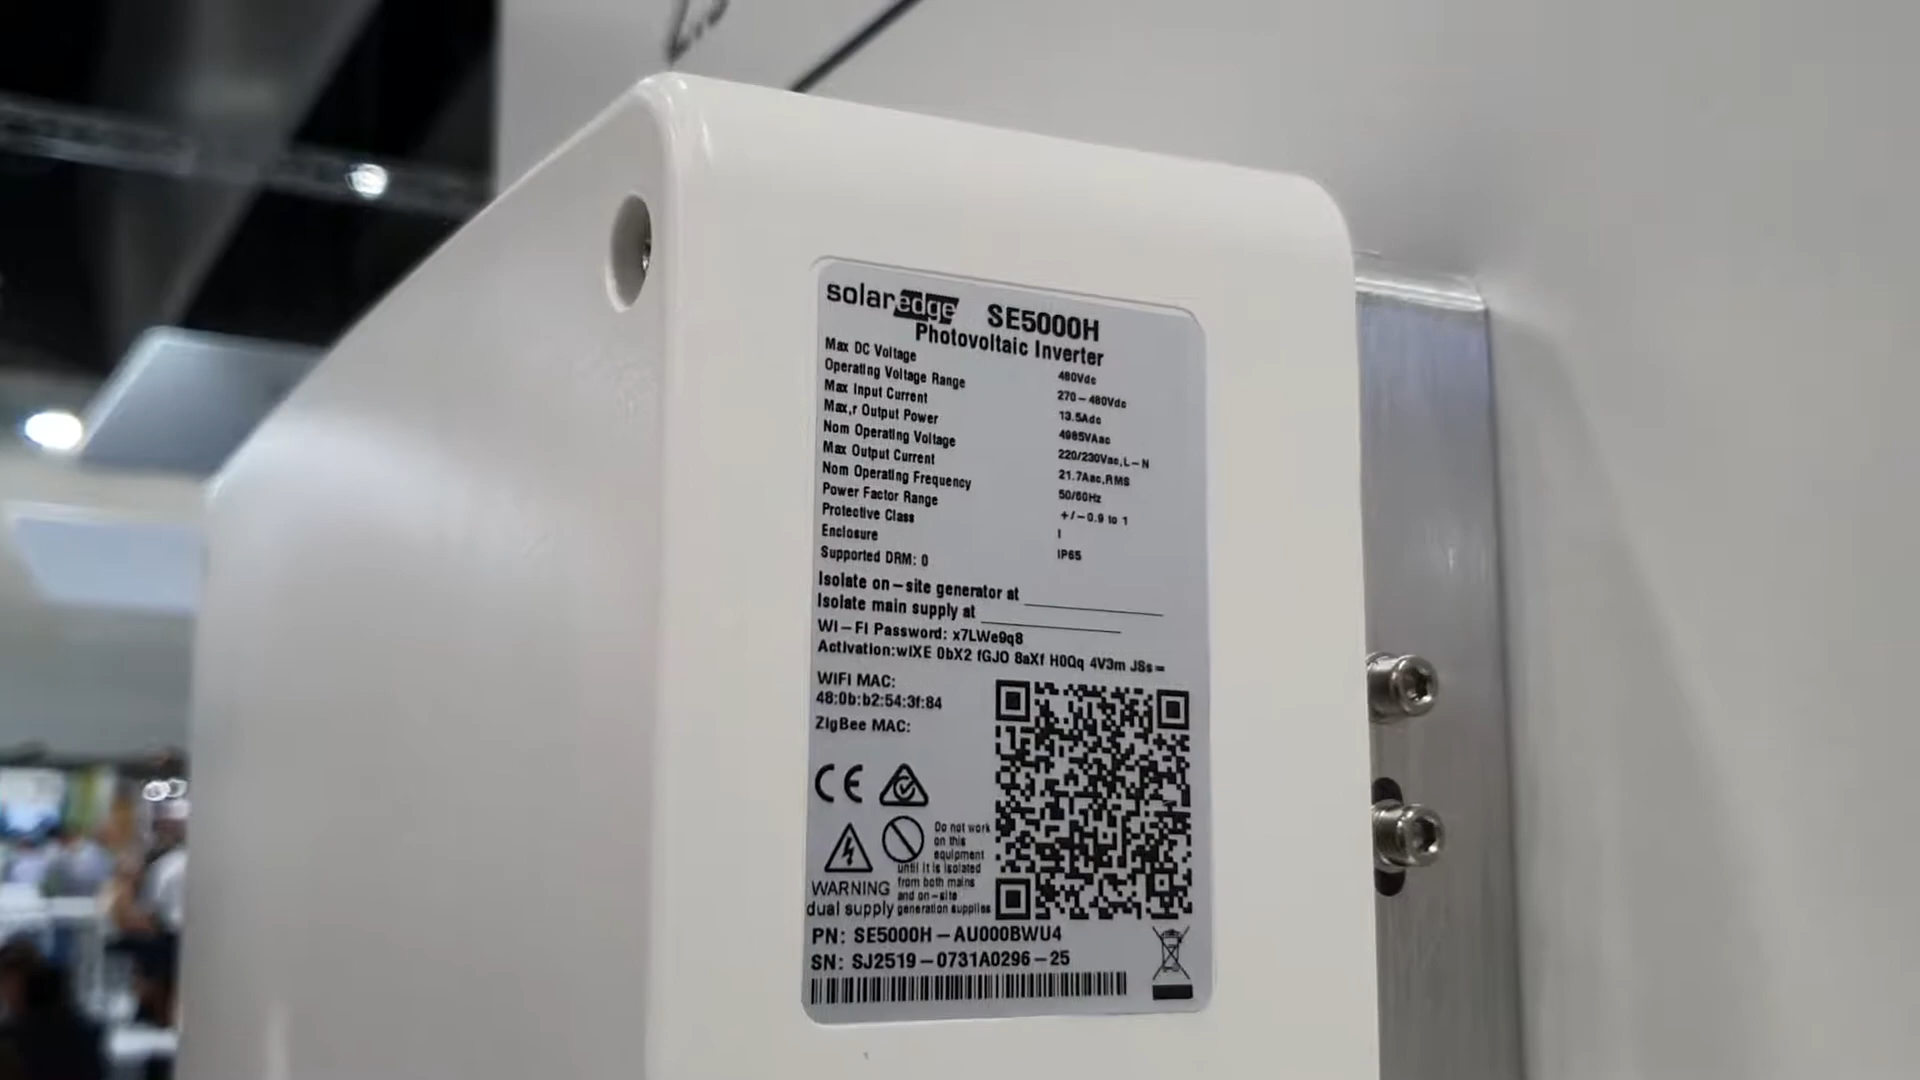 solaredge SE5000H
Photovoltaic Inverter
Max DC Voltage 480Vdc
Operating Voltage Range 270-480Vdc
Max Input Current 13.5Adc
Max,r Output Power 4985VAac
Nom Operating Voltage 220/230Vac,L-N
Max Output Current 21.7Aac,RMS
Nom Operating Frequency 50/60Hz
Power Factor Range +/-0.9 to 1
Protective Class I
Enclosure IP65
Supported DRM: 0
Isolate on-site generator at
Isolate main supply at
WI-FI Password: x7LWe9q8
Activation:wIXE 0bX2 fGJO 8aXf H0Qq 4V3m JSs=
WIFI MAC:
48:0b:b2:54:3f:84
ZigBee MAC:
CE
Do not work
on this
equipment
until it is isolated
from both mains
and on-site
generation supplies
WARNING
dual supply
PN: SE5000H-AU000BWU4
SN: SJ2519-0731A0296-25